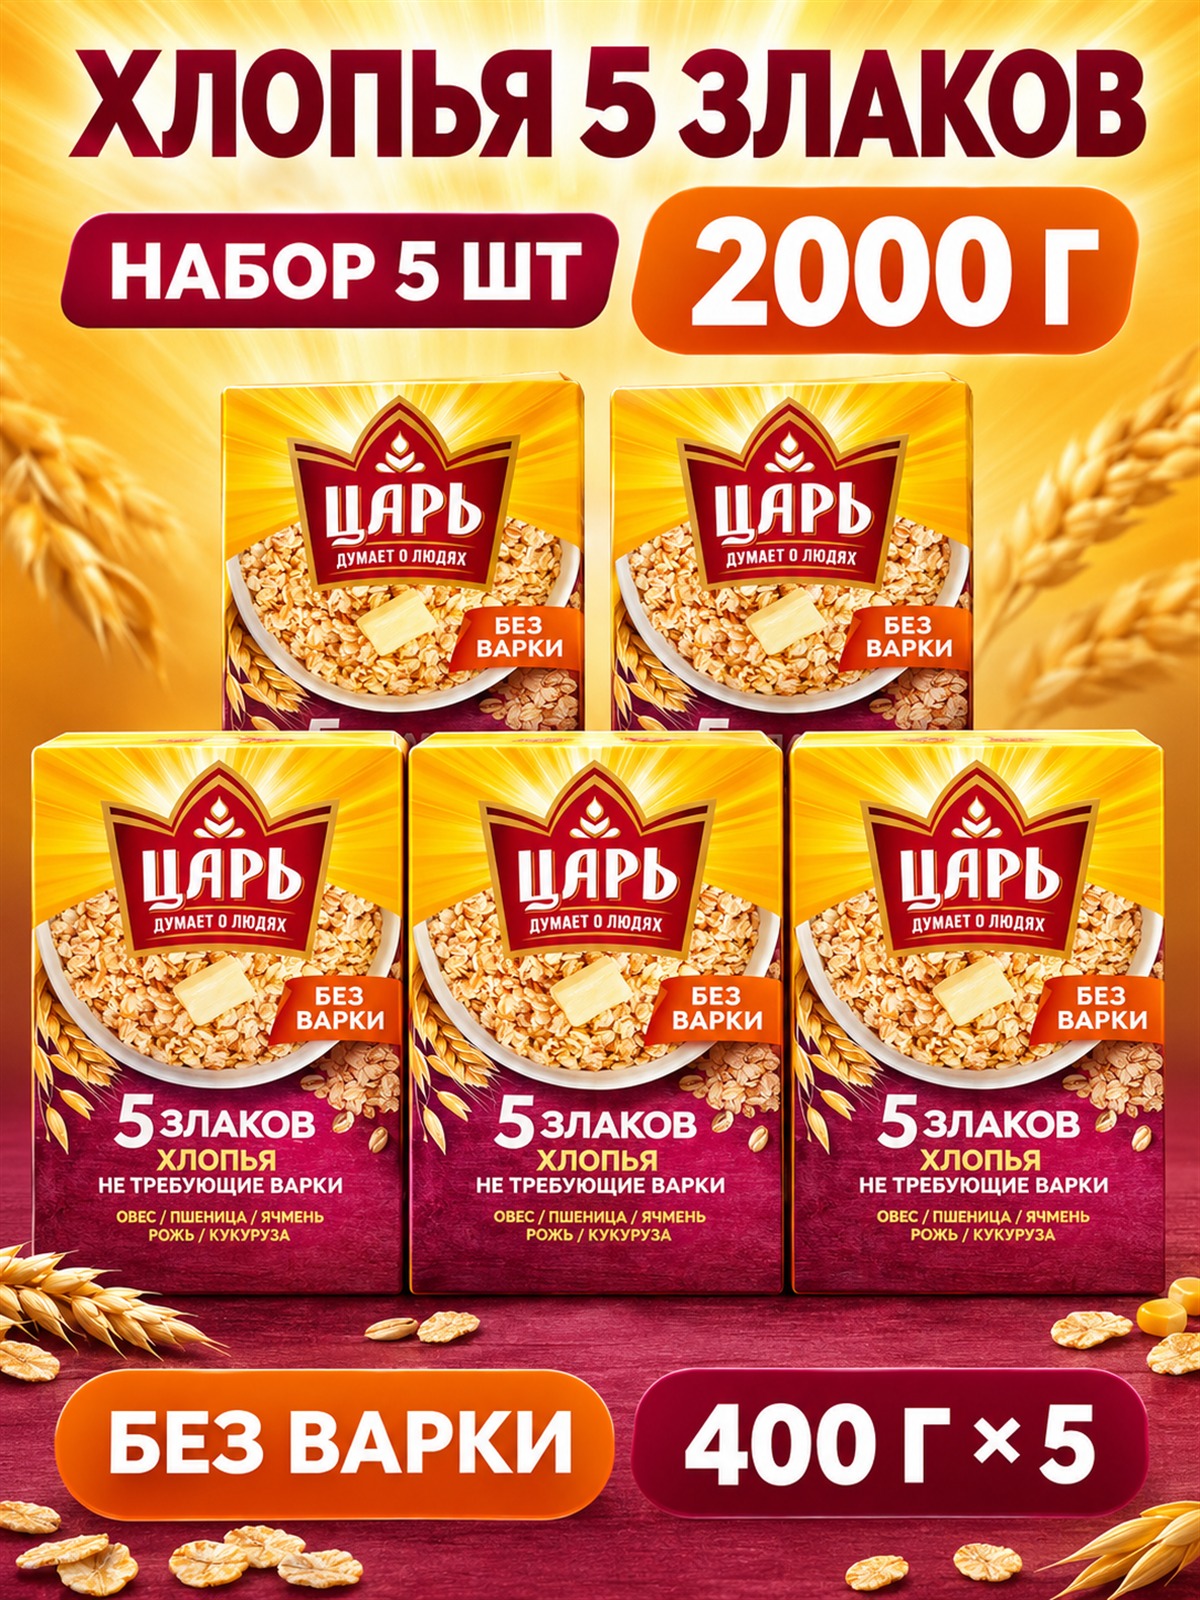 ХЛОПЬЯ 5 ЗЛАКОВ
НАБОР 5 ШТ
2000 Г
ЦАРЬ
ДУМАЕТ О ЛЮДЯХ
БЕЗ
ВАРКИ
5
ЦАРЬ
ДУМАЕТ О ЛЮДЯХ
БЕЗ
ВАРКИ
5
ЦАРЬ
ДУМАЕТ О ЛЮДЯХ
БЕЗ
ВАРКИ
5 ЗЛАКОВ
ХЛОПЬЯ
НЕ ТРЕБУЮЩИЕ ВАРКИ
ОВЕС / ПШЕНИЦА / ЯЧМЕНЬ
РОЖЬ / КУКУРУЗА
ЦАРЬ
ДУМАЕТ О ЛЮДЯХ
БЕЗ
ВАРКИ
5 ЗЛАКОВ
ХЛОПЬЯ
НЕ ТРЕБУЮЩИЕ ВАРКИ
ОВЕС / ПШЕНИЦА / ЯЧМЕНЬ
РОЖЬ / КУКУРУЗА
ЦАРЬ
ДУМАЕТ О ЛЮДЯХ
БЕЗ
ВАРКИ
5 ЗЛАКОВ
ХЛОПЬЯ
НЕ ТРЕБУЮЩИЕ ВАРКИ
ОВЕС / ПШЕНИЦА / ЯЧМЕНЬ
РОЖЬ / КУКУРУЗА
БЕЗ ВАРКИ
400 Г × 5